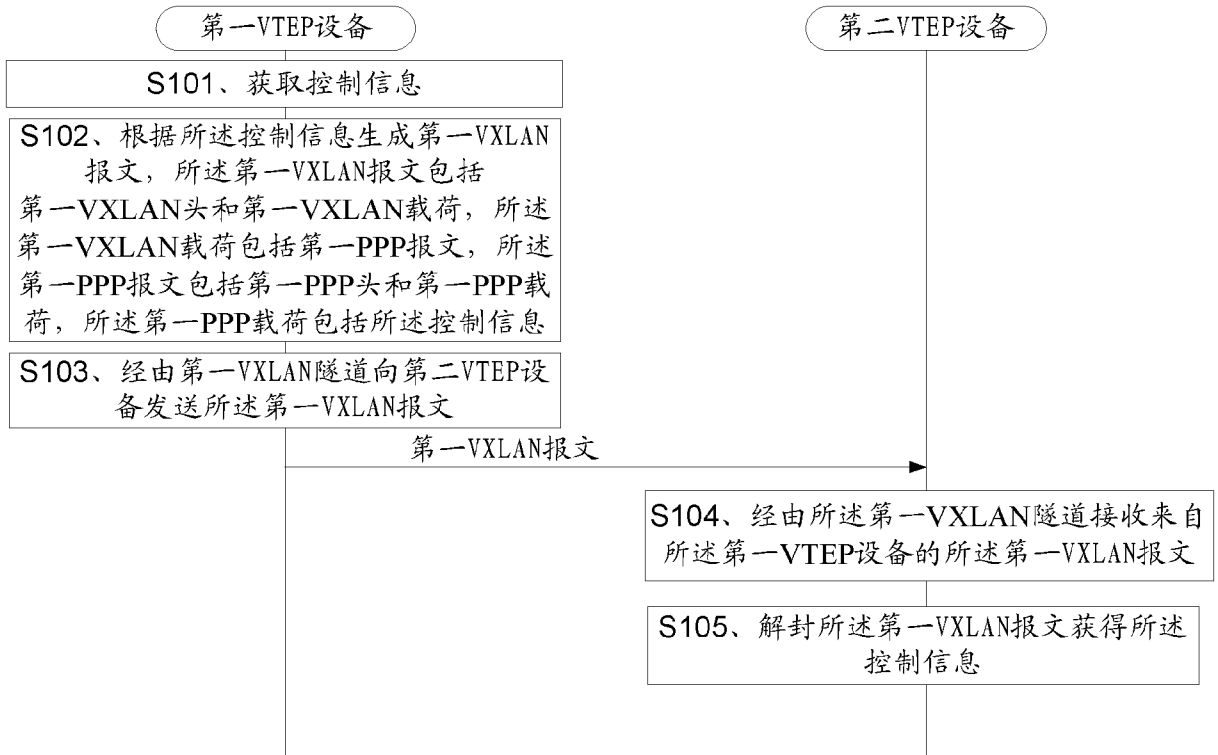 第一VTEP设备
第二VTEP设备
S101、获取控制信息
S102、根据所述控制信息生成第一VXLAN
报文，所述第一VXLAN报文包括
第一VXLAN头和第一VXLAN载荷，所述
第一VXLAN载荷包括第一PPP报文，所述
第一PPP报文包括第一PPP头和第一PPP载
荷，所述第一PPP载荷包括所述控制信息
S103、经由第一VXLAN隧道向第二VTEP设
备发送所述第一VXLAN报文
第一VXLAN报文
S104、经由所述第一VXLAN隧道接收来自
所述第一VTEP设备的所述第一VXLAN报文
S105、解封所述第一VXLAN报文获得所述
控制信息